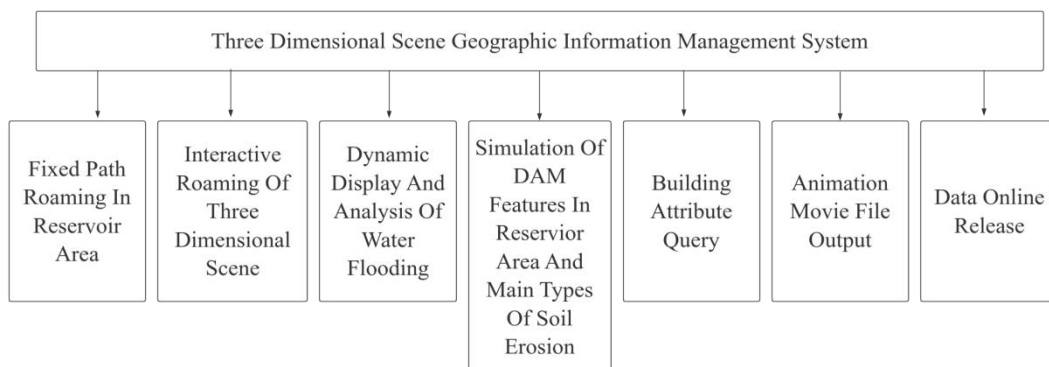 Three Dimensional Scene Geographic Information Management System
Fixed Path
Roaming In
Reservoir
Area
Interactive
Roaming Of
Three
Dimensional
Scene
Dynamic
Display And
Analysis Of
Water
Flooding
Simulation Of
DAM
Features In
Reservior
Area And
Main Types
Of Soil
Erosion
Building
Attribute
Query
Animation
Movie File
Output
Data Online
Release